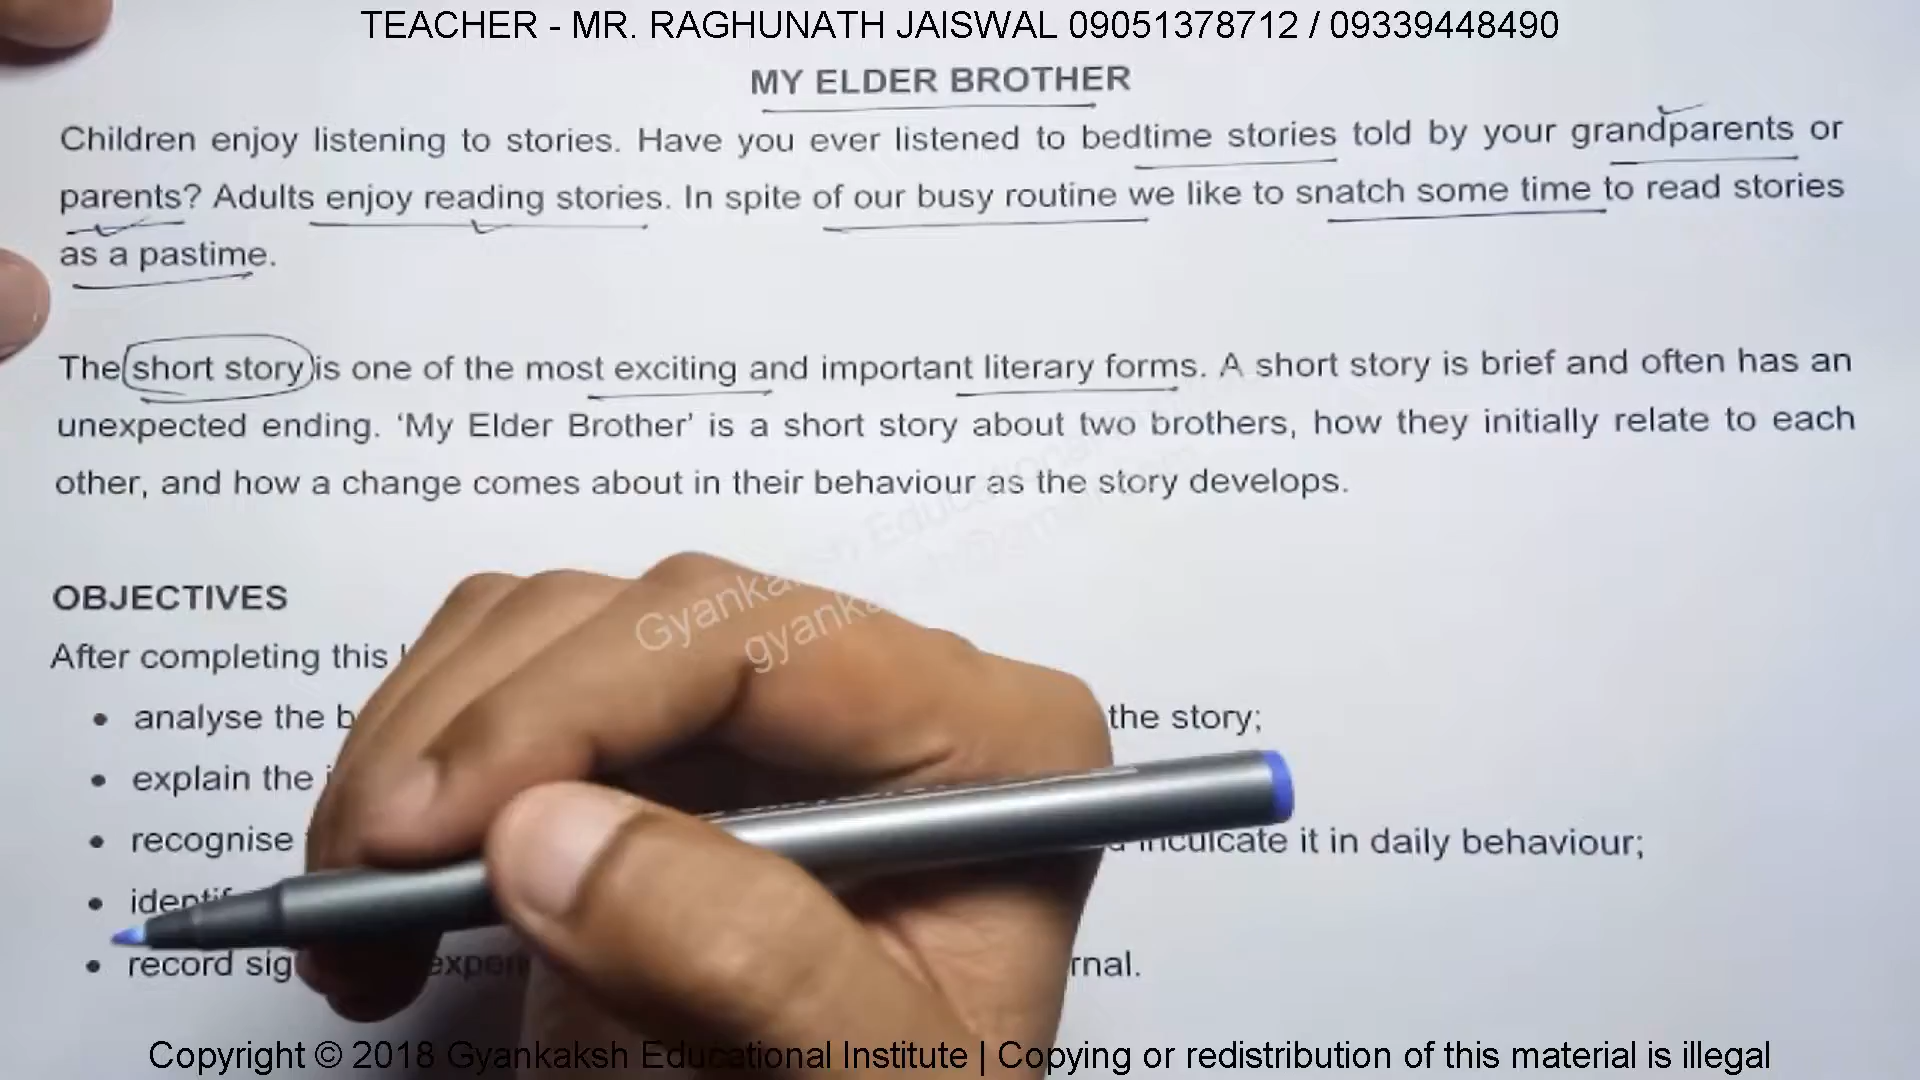 TEACHER - MR. RAGHUNATH JAISWAL 09051378712 / 09339448490
MY ELDER BROTHER
Children enjoy listening to stories. Have you ever listened to bedtime stories told by your grandparents or
parents? Adults enjoy reading stories. In spite of our busy routine we like to snatch some time to read stories
as a pastime.
The short story is one of the most exciting and important literary forms. A short story is brief and often has an
unexpected ending. ‘My Elder Brother’ is a short story about two brothers, how they initially relate to each
other, and how a change comes about in their behaviour as the story develops.
OBJECTIVES
After completing this
• analyse the the story;
• explain the
• recognise inculcate it in daily behaviour;
•
• record
Copyright © 2018 Gyankaksh Educational Institute | Copying or redistribution of this material is illegal